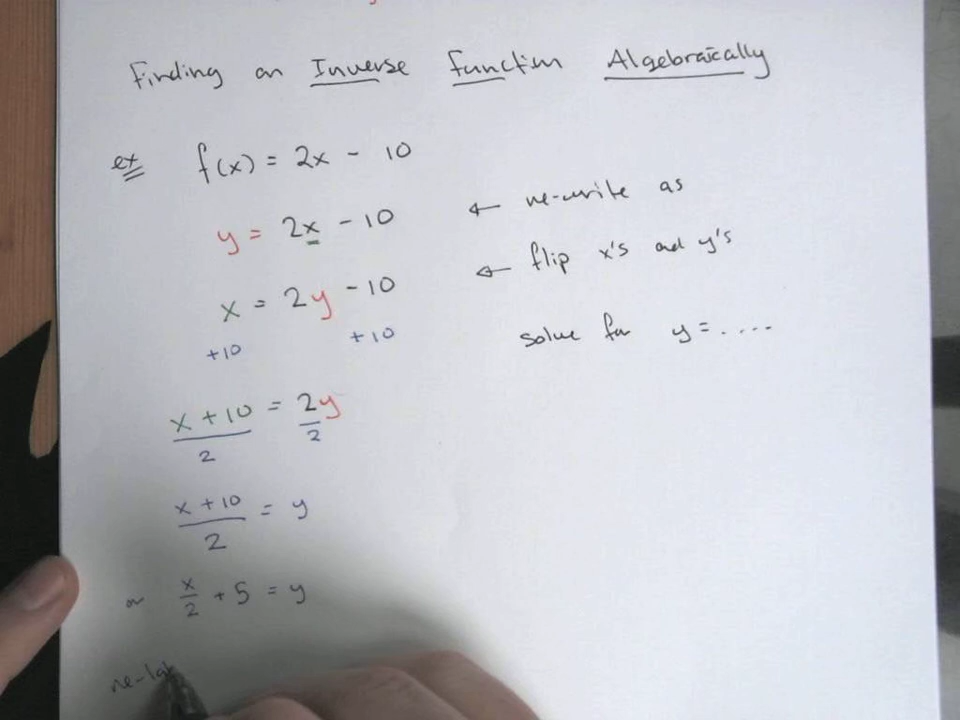 Finding an Inverse Function Algebraically
ex f(x) = 2x - 10
y = 2x - 10 ← re-write as
x = 2y - 10 ← flip x's and y's
+10 +10 solve for y = ....
x + 10 = 2y
2 2
x + 10 = y
2
or x/2 + 5 = y